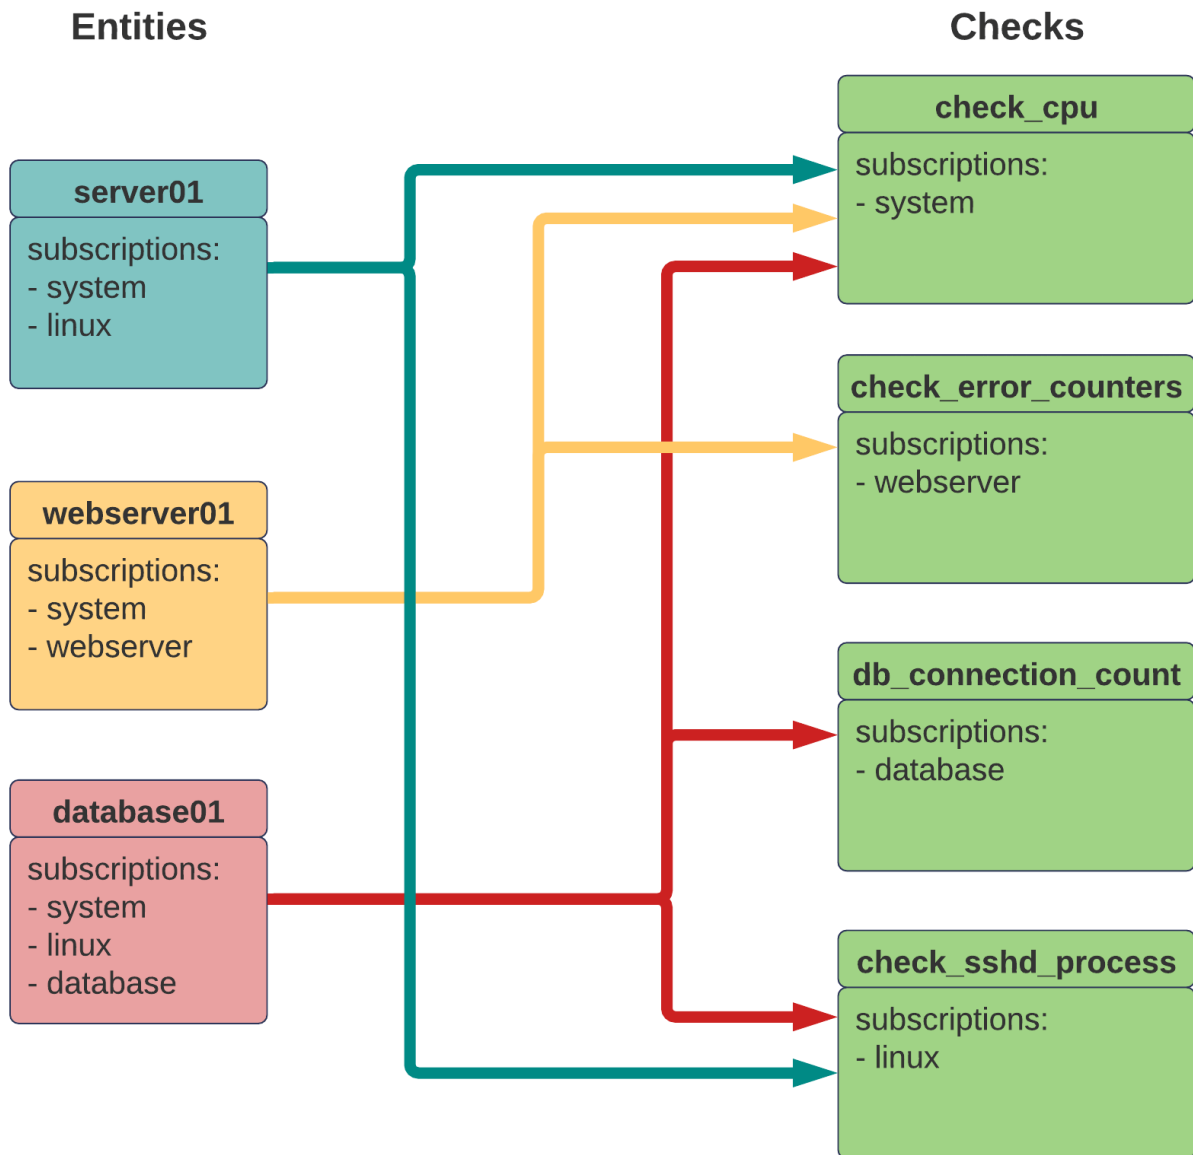 Entities
Checks
server01
subscriptions:
- system
- linux
webserver01
subscriptions:
- system
- webserver
database01
subscriptions:
- system
- linux
- database
check_cpu
subscriptions:
- system
check_error_counters
subscriptions:
- webserver
db_connection_count
subscriptions:
- database
check_sshd_process
subscriptions:
- linux